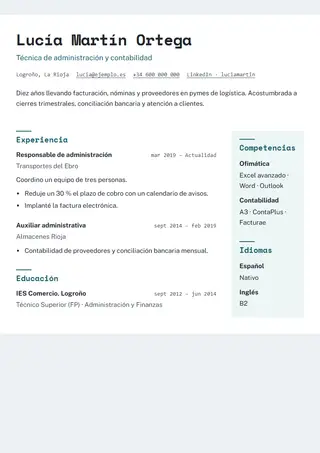 Lucía Martín Ortega
Técnica de administración y contabilidad
Logroño, La Rioja lucia@ejemplo.es +34 600 000 000 LinkedIn · luciamartin
Diez años llevando facturación, nóminas y proveedores en pymes de logística. Acostumbrada a
cierres trimestrales, conciliación bancaria y atención a clientes.
Experiencia
Responsable de administración mar 2019 – Actualidad
Transportes del Ebro
Coordino un equipo de tres personas.
• Reduje un 30 % el plazo de cobro con un calendario de avisos.
• Implanté la factura electrónica.
Auxiliar administrativa sept 2014 – feb 2019
Almacenes Rioja
• Contabilidad de proveedores y conciliación bancaria mensual.
Educación
IES Comercio. Logroño sept 2012 – jun 2014
Técnico Superior (FP) · Administración y Finanzas
Competencias
Ofimática
Excel avanzado ·
Word · Outlook
Contabilidad
A3 · ContaPlus ·
Facturae
Idiomas
Español
Nativo
Inglés
B2